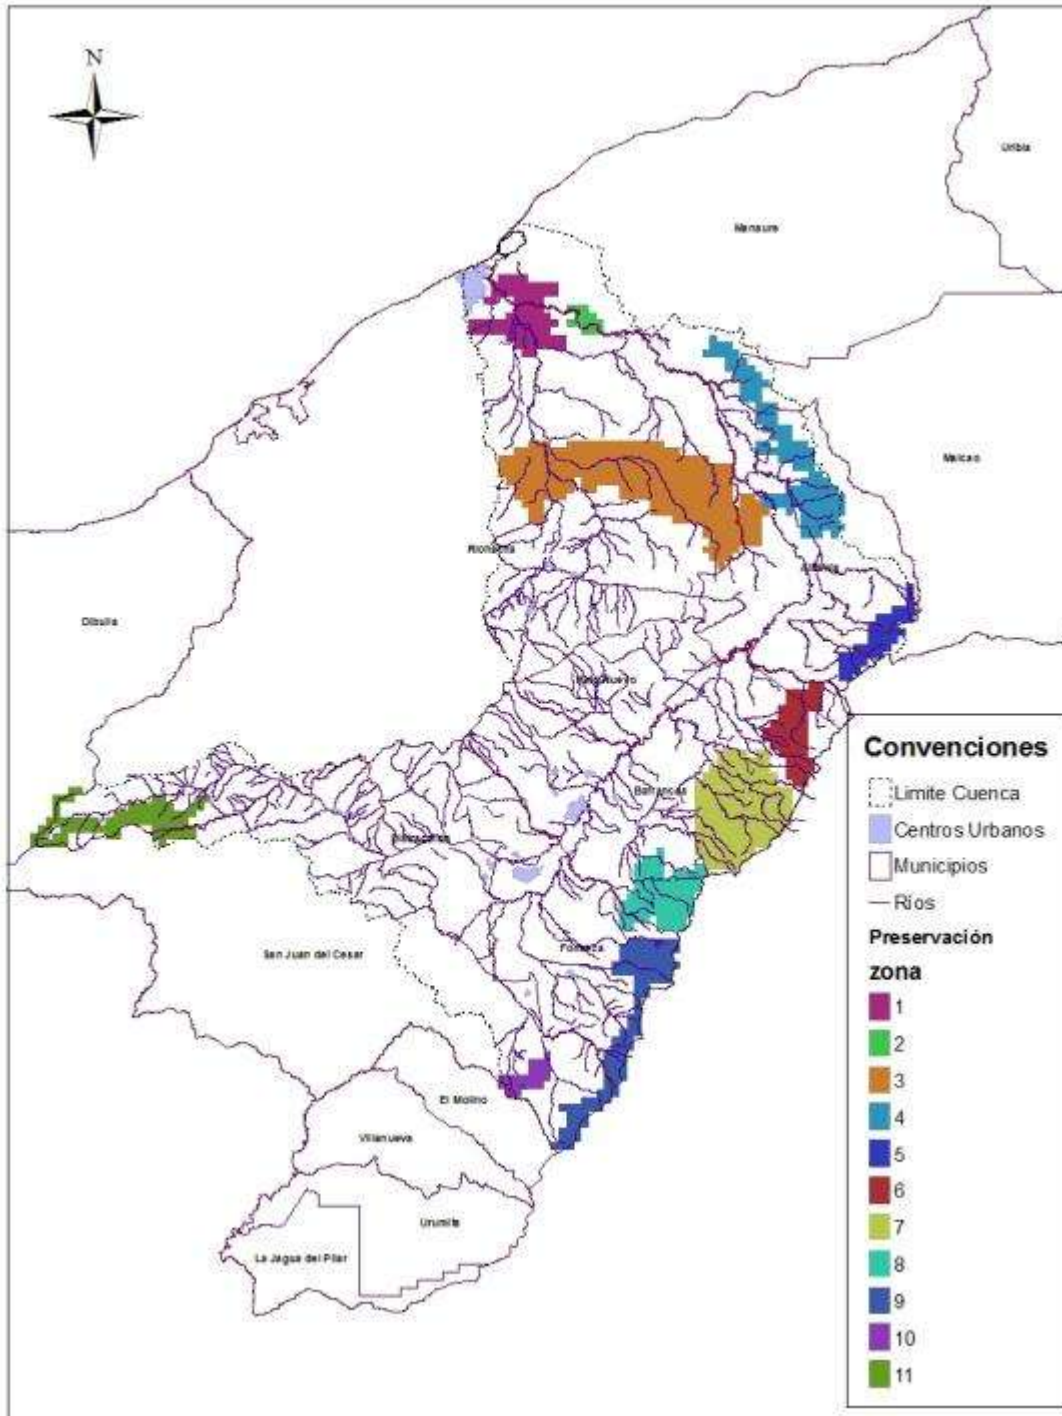 N
Uribia
Manaure
Maicao
Riohacha
Albania
Dibulla
Hato Nuevo
Barrancas
Distracción
San Juan del Cesar
Fonseca
El Molino
Villanueva
Urumita
La Jagua del Pilar
Convenciones
Limite Cuenca
Centros Urbanos
Municipios
Ríos
Preservación
zona
1
2
3
4
5
6
7
8
9
10
11